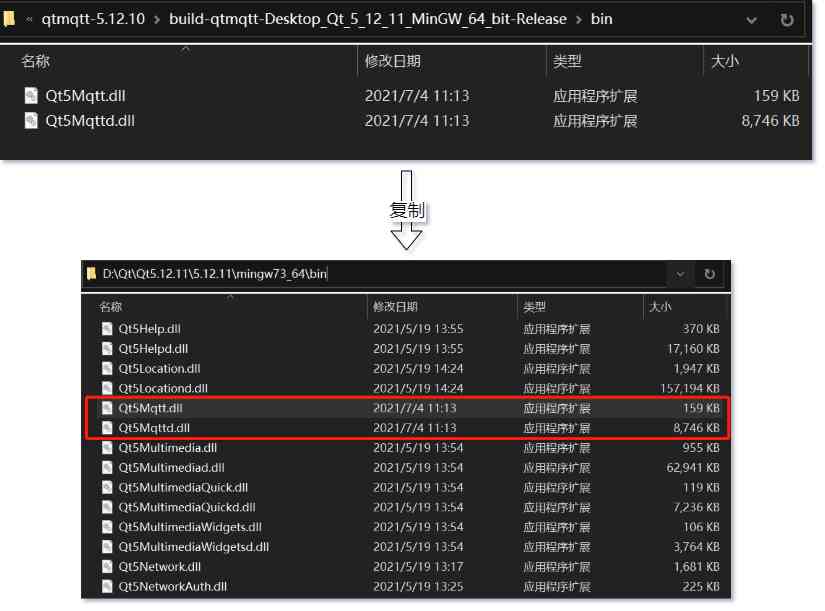 « qtmqtt-5.12.10 › build-qtmqtt-Desktop_Qt_5_12_11_MinGW_64_bit-Release › bin
名称 修改日期 类型 大小
Qt5Mqtt.dll 2021/7/4 11:13 应用程序扩展 159 KB
Qt5Mqttd.dll 2021/7/4 11:13 应用程序扩展 8,746 KB
复制
D:\Qt\Qt5.12.11\5.12.11\mingw73_64\bin
名称 修改日期 类型 大小
Qt5Help.dll 2021/5/19 13:55 应用程序扩展 370 KB
Qt5Helpd.dll 2021/5/19 13:55 应用程序扩展 17,160 KB
Qt5Location.dll 2021/5/19 14:24 应用程序扩展 1,947 KB
Qt5Locationd.dll 2021/5/19 14:24 应用程序扩展 157,194 KB
Qt5Mqtt.dll 2021/7/4 11:13 应用程序扩展 159 KB
Qt5Mqttd.dll 2021/7/4 11:13 应用程序扩展 8,746 KB
Qt5Multimedia.dll 2021/5/19 13:54 应用程序扩展 955 KB
Qt5Multimediad.dll 2021/5/19 13:54 应用程序扩展 62,941 KB
Qt5MultimediaQuick.dll 2021/5/19 13:54 应用程序扩展 119 KB
Qt5MultimediaQuickd.dll 2021/5/19 13:54 应用程序扩展 7,236 KB
Qt5MultimediaWidgets.dll 2021/5/19 13:54 应用程序扩展 106 KB
Qt5MultimediaWidgetsd.dll 2021/5/19 13:54 应用程序扩展 3,764 KB
Qt5Network.dll 2021/5/19 13:17 应用程序扩展 1,681 KB
Qt5NetworkAuth.dll 2021/5/19 13:25 应用程序扩展 225 KB